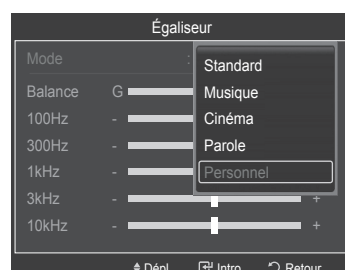 Égaliseur
Mode :
Standard
Musique
Cinéma
Parole
Personnel
Balance G
100Hz -
300Hz -
1kHz -
3kHz - +
10kHz - +
Dépl. Intro Retour